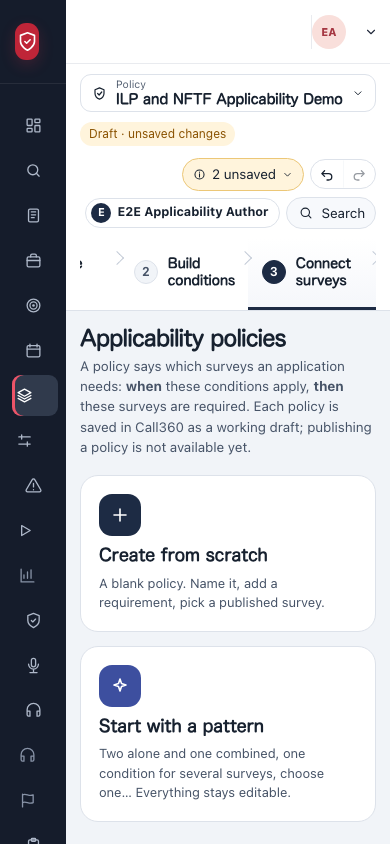 EA
Policy
ILP and NFTF Applicability Demo
Draft · unsaved changes
2 unsaved
E
E2E Applicability Author
Search
e
2
Build
conditions
3
Connect
surveys
Applicability policies
A policy says which surveys an application
needs: when these conditions apply, then
these surveys are required. Each policy is
saved in Call360 as a working draft; publishing
a policy is not available yet.
Create from scratch
A blank policy. Name it, add a
requirement, pick a published survey.
Start with a pattern
Two alone and one combined, one
condition for several surveys, choose
one... Everything stays editable.